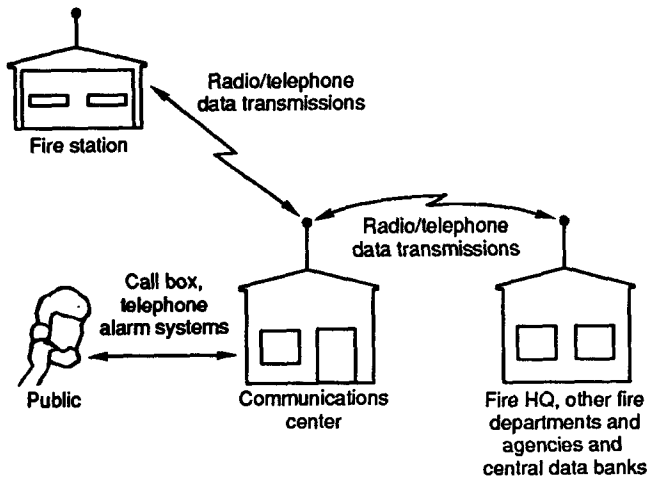 Radio/telephone
data transmissions
Fire station
Radio/telephone
data transmissions
Call box,
telephone
alarm systems
Public
Communications
center
Fire HQ, other fire
departments and
agencies and
central data banks